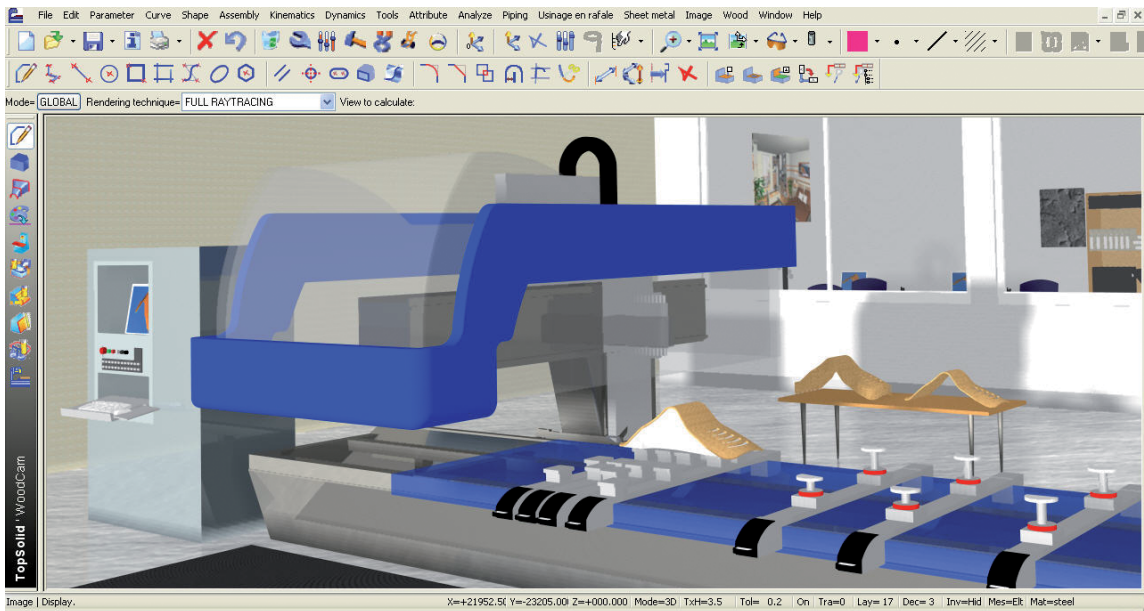 File Edit Parameter Curve Shape Assembly Kinematics Dynamics Tools Attribute Analyze Piping Usinage en rafale Sheet metal Image Wood Window Help
Mode= GLOBAL Rendering technique= FULL RAYTRACING View to calculate:
TopSolid'WoodCam
Image | Display. X=+21952.50 Y=-23205.00 Z=+000.000 Mode=3D TxH=3.5 Tol= 0.2 On Tra=0 Lay= 17 Dec= 3 Inv=Hid Mes=Elt Mat=steel